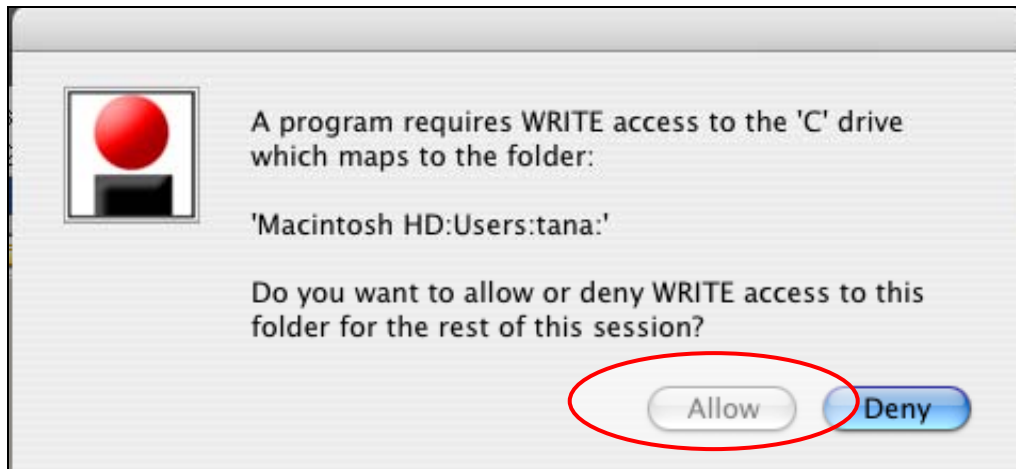 A program requires WRITE access to the 'C' drive
which maps to the folder:
'Macintosh HD:Users:tana:'
Do you want to allow or deny WRITE access to this
folder for the rest of this session?
Allow Deny